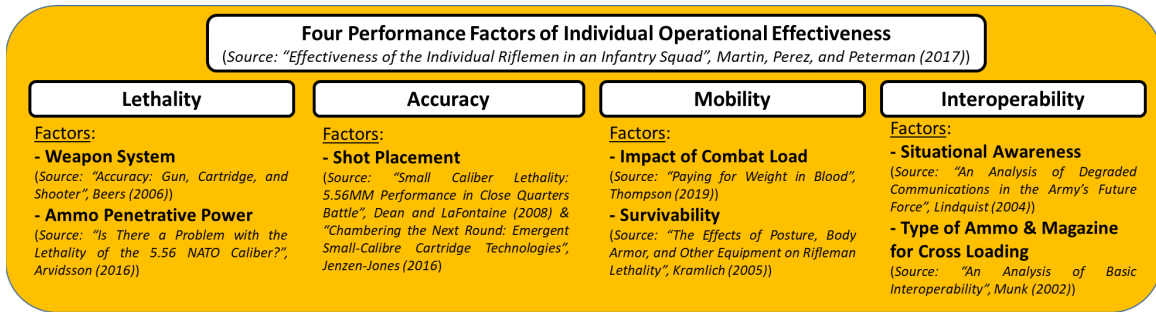 Four Performance Factors of Individual Operational Effectiveness
(Source: “Effectiveness of the Individual Riflemen in an Infantry Squad”, Martin, Perez, and Peterman (2017))
Lethality
Factors:
- Weapon System
(Source: “Accuracy: Gun, Cartridge, and
Shooter”, Beers (2006))
- Ammo Penetrative Power
(Source: “Is There a Problem with the
Lethality of the 5.56 NATO Caliber?”,
Arvidsson (2016))
Accuracy
Factors:
- Shot Placement
(Source: “Small Caliber Lethality:
5.56MM Performance in Close Quarters
Battle”, Dean and LaFontaine (2008) &
“Chambering the Next Round: Emergent
Small-Calibre Cartridge Technologies”,
Jenzen-Jones (2016)
Mobility
Factors:
- Impact of Combat Load
(Source: “Paying for Weight in Blood”,
Thompson (2019))
- Survivability
(Source: “The Effects of Posture, Body
Armor, and Other Equipment on Rifleman
Lethality”, Kramlich (2005))
Interoperability
Factors:
- Situational Awareness
(Source: “An Analysis of Degraded
Communications in the Army’s Future
Force”, Lindquist (2004))
- Type of Ammo & Magazine
for Cross Loading
(Source: “An Analysis of Basic
Interoperability”, Munk (2002))